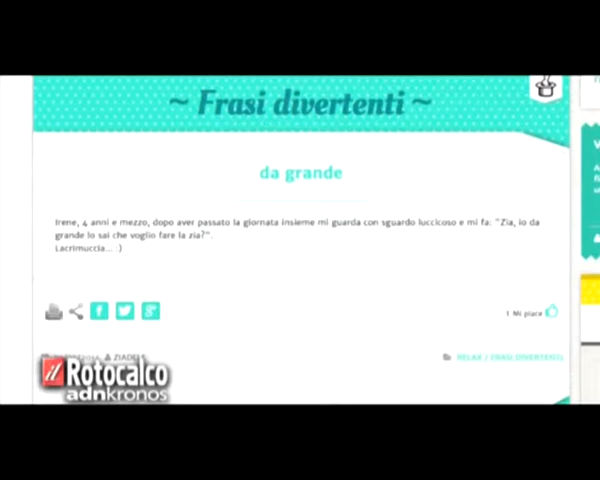 ~ Frasi divertenti ~
da grande
Irene, 4 anni e mezzo, dopo aver passato la giornata insieme mi guarda con sguardo luccicoso e mi fa: "Zia, io da
grande lo sai che voglio fare la zia?".
Lacrimuccia... :)
1 Mi piace
RELAX / FRASI DIVERTENTI
il Rotocalco
adnkronos